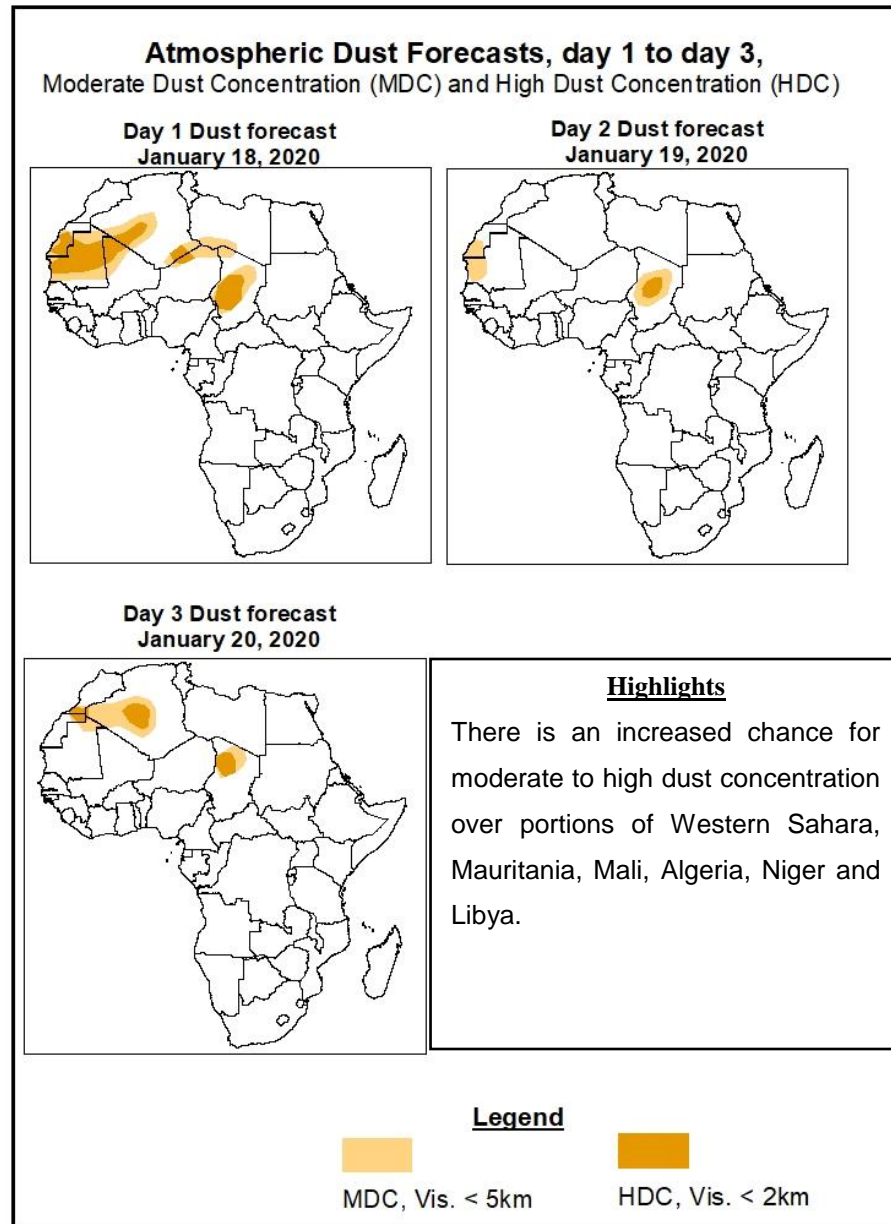 Atmospheric Dust Forecasts, day 1 to day 3,
Moderate Dust Concentration (MDC) and High Dust Concentration (HDC)
Day 1 Dust forecast
January 18, 2020
Day 2 Dust forecast
January 19, 2020
Day 3 Dust forecast
January 20, 2020
Highlights
There is an increased chance for
moderate to high dust concentration
over portions of Western Sahara,
Mauritania, Mali, Algeria, Niger and
Libya.
Legend
MDC, Vis. < 5km
HDC, Vis. < 2km